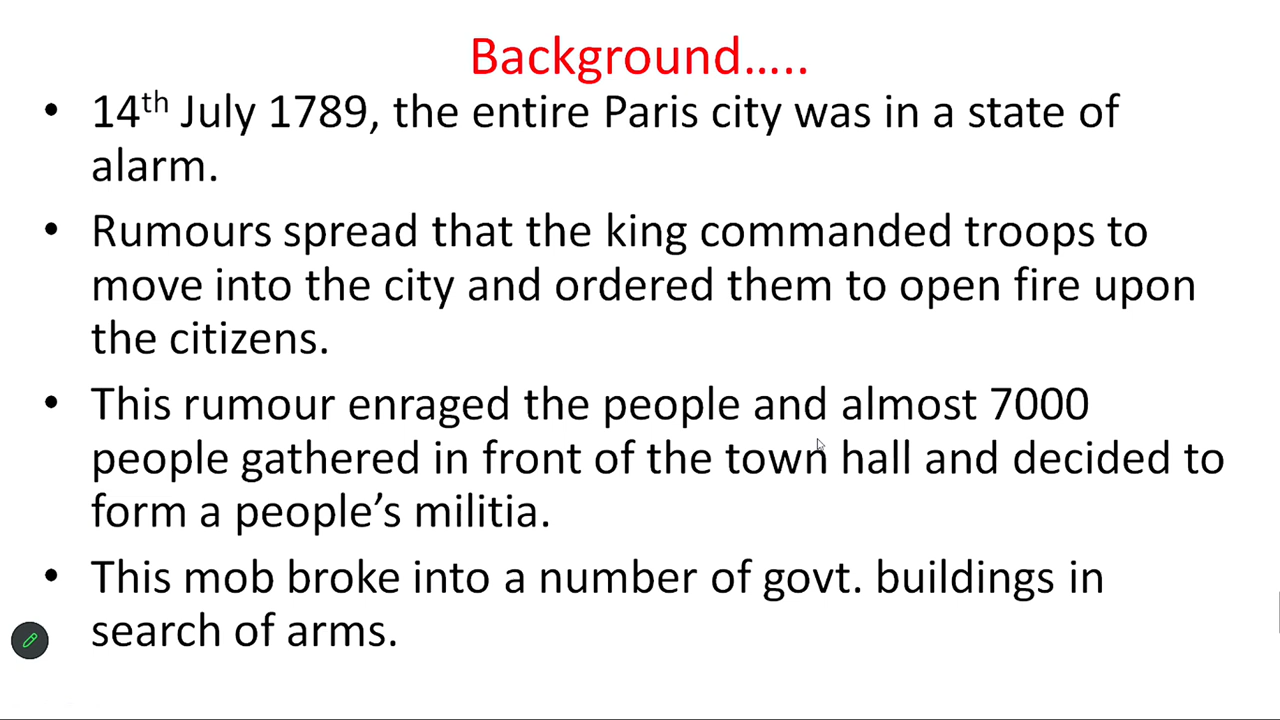 Background.....
• 14th July 1789, the entire Paris city was in a state of
alarm.
• Rumours spread that the king commanded troops to
move into the city and ordered them to open fire upon
the citizens.
• This rumour enraged the people and almost 7000
people gathered in front of the town hall and decided to
form a people’s militia.
• This mob broke into a number of govt. buildings in
search of arms.